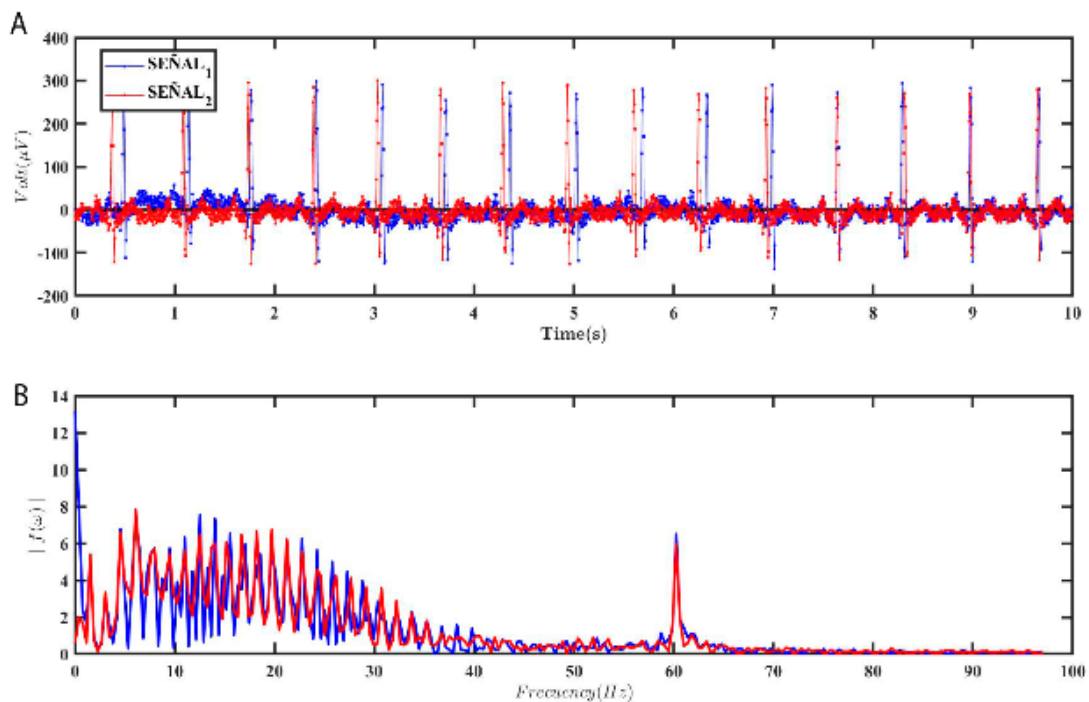 A
400
300
200
100
0
-100
-200
Volt(μV)
SEÑAL1
SEÑAL2
0 1 2 3 4 5 6 7 8 9 10
Time(s)
B
14
12
10
8
6
4
2
0
| f(ω) |
0 10 20 30 40 50 60 70 80 90 100
Frecuency(Hz)